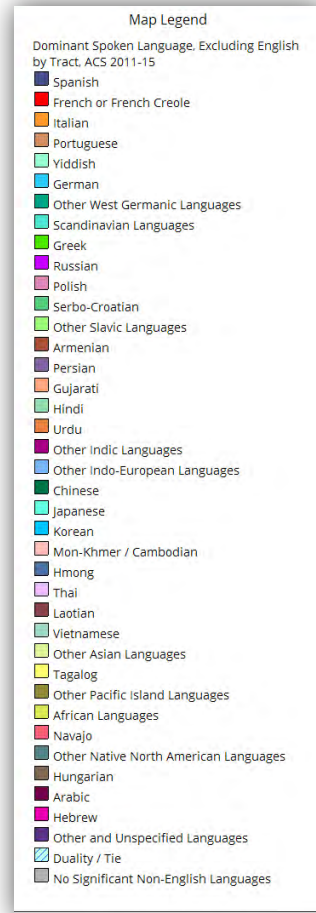 Map Legend
Dominant Spoken Language, Excluding English
by Tract, ACS 2011-15
Spanish
French or French Creole
Italian
Portuguese
Yiddish
German
Other West Germanic Languages
Scandinavian Languages
Greek
Russian
Polish
Serbo-Croatian
Other Slavic Languages
Armenian
Persian
Gujarati
Hindi
Urdu
Other Indic Languages
Other Indo-European Languages
Chinese
Japanese
Korean
Mon-Khmer / Cambodian
Hmong
Thai
Laotian
Vietnamese
Other Asian Languages
Tagalog
Other Pacific Island Languages
African Languages
Navajo
Other Native North American Languages
Hungarian
Arabic
Hebrew
Other and Unspecified Languages
Duality / Tie
No Significant Non-English Languages